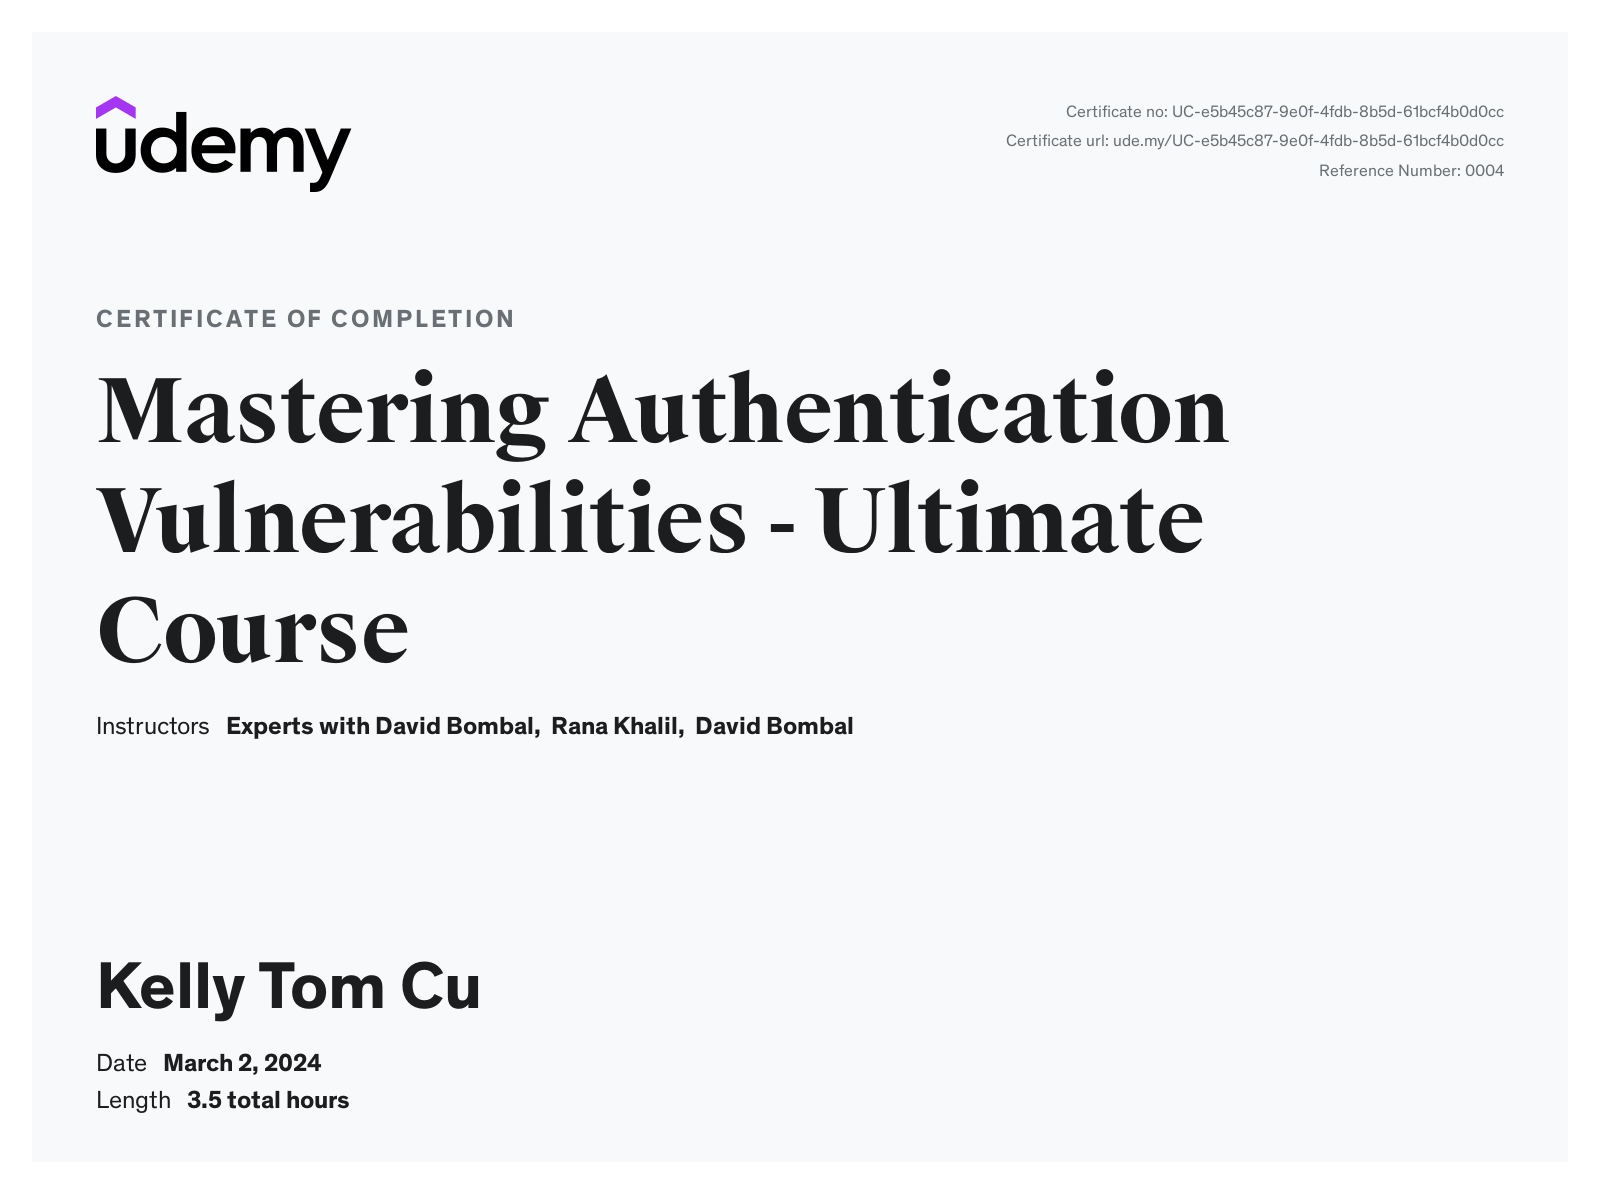 udemy
Certificate no: UC-e5b45c87-9e0f-4fdb-8b5d-61bcf4b0d0cc
Certificate url: ude.my/UC-e5b45c87-9e0f-4fdb-8b5d-61bcf4b0d0cc
Reference Number: 0004
CERTIFICATE OF COMPLETION
Mastering Authentication
Vulnerabilities - Ultimate
Course
Instructors Experts with David Bombal, Rana Khalil, David Bombal
Kelly Tom Cu
Date March 2, 2024
Length 3.5 total hours